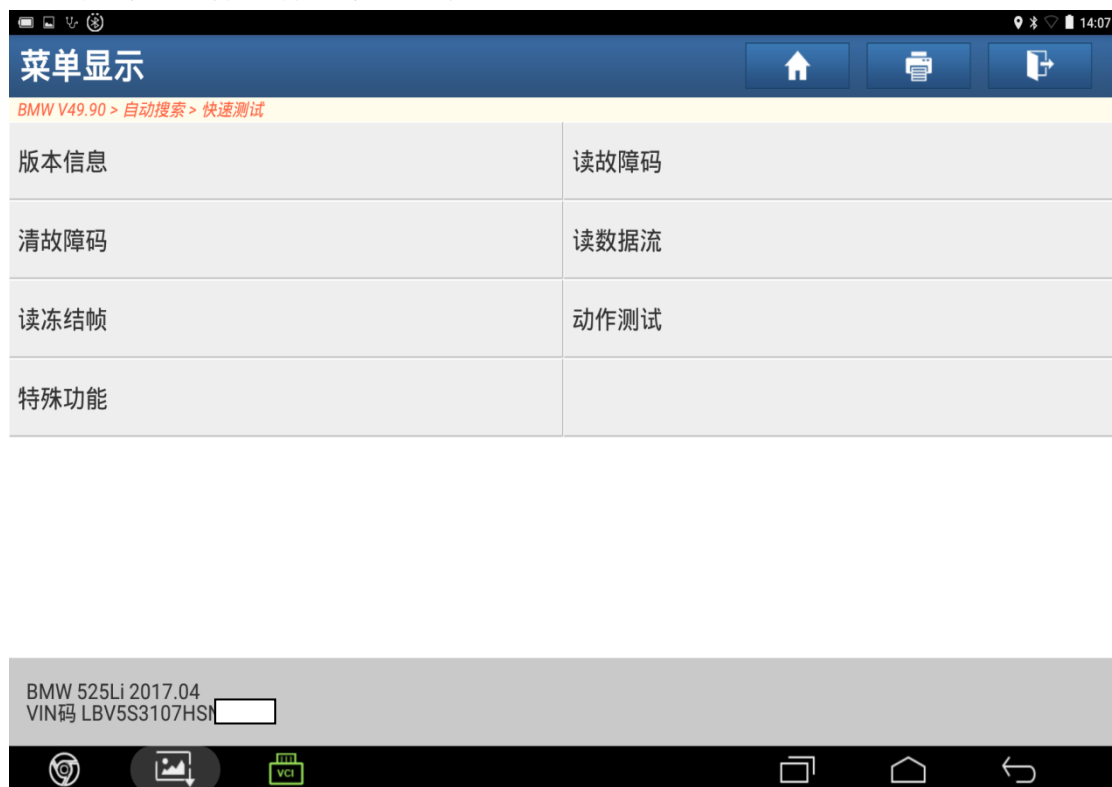 14:07
菜单显示
BMW V49.90 > 自动搜索 > 快速测试
版本信息
读故障码
清故障码
读数据流
读冻结帧
动作测试
特殊功能
BMW 525Li 2017.04
VIN码 LBV5S3107HS
VCI